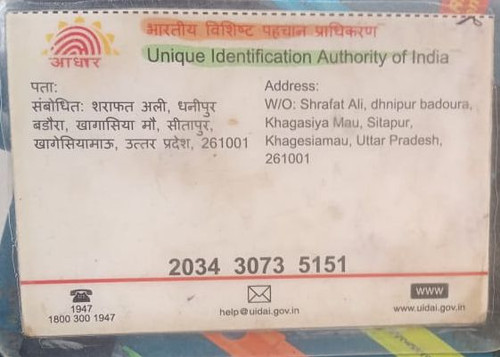 भारतीय विशिष्ट पहचान प्राधिकरण
Unique Identification Authority of India
आधार
पता:
संबोधित: शराफत अली, धनीपुर
बडौरा, खागासिया मौ, सीतापुर,
खागेसियामाऊ, उत्तर प्रदेश, 261001
Address:
W/O: Shrafat Ali, dhnipur badoura,
Khagasiya Mau, Sitapur,
Khagesiamau, Uttar Pradesh,
261001
2034 3073 5151
1947
1800 300 1947
help@uidai.gov.in
WWW
www.uidai.gov.in